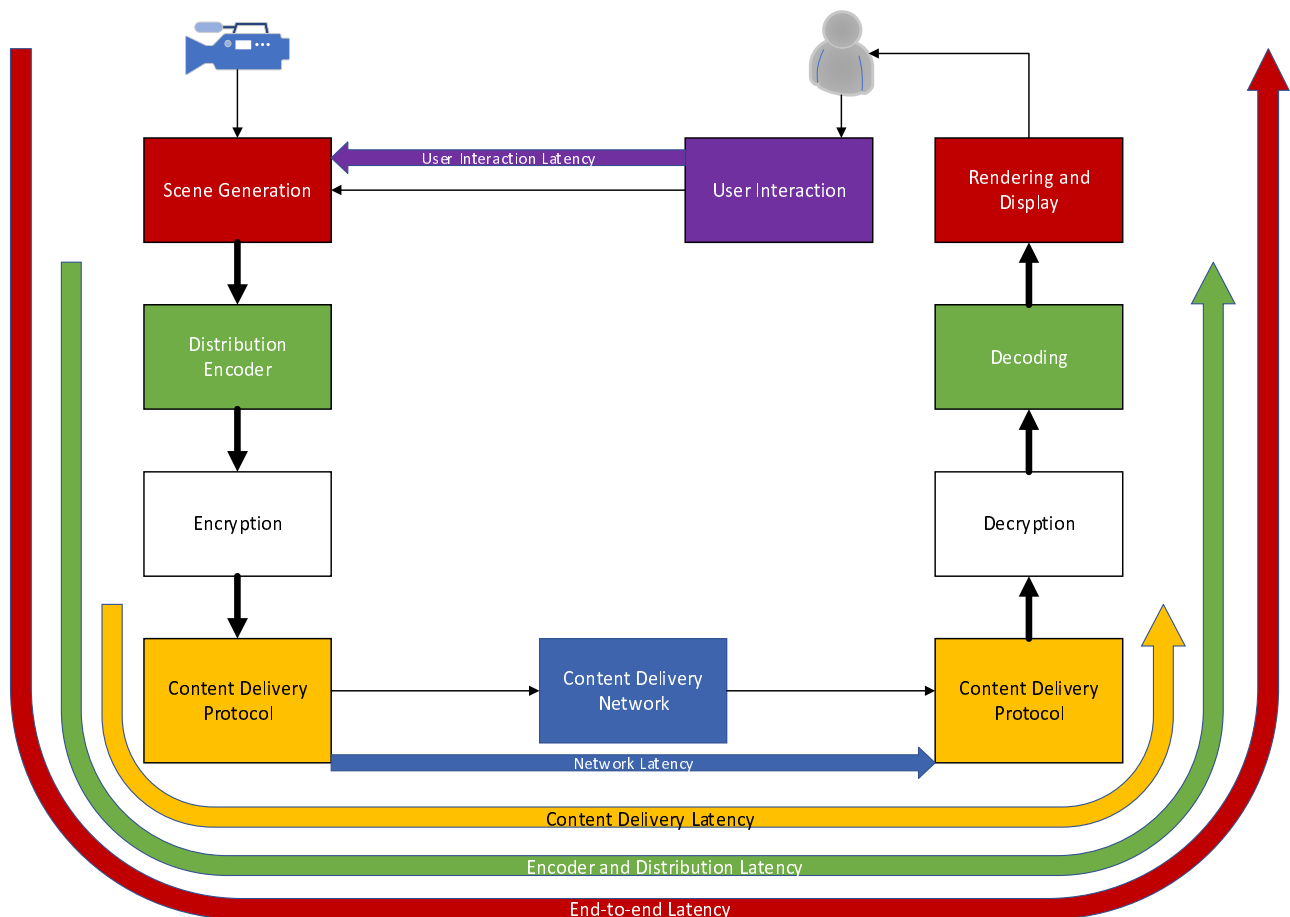 User Interaction Latency
Scene Generation
User Interaction
Rendering and
Display
Distribution
Encoder
Decoding
Encryption
Decryption
Content Delivery
Protocol
Content Delivery
Network
Content Delivery
Protocol
Network Latency
Content Delivery Latency
Encoder and Distribution Latency
End-to-end Latency